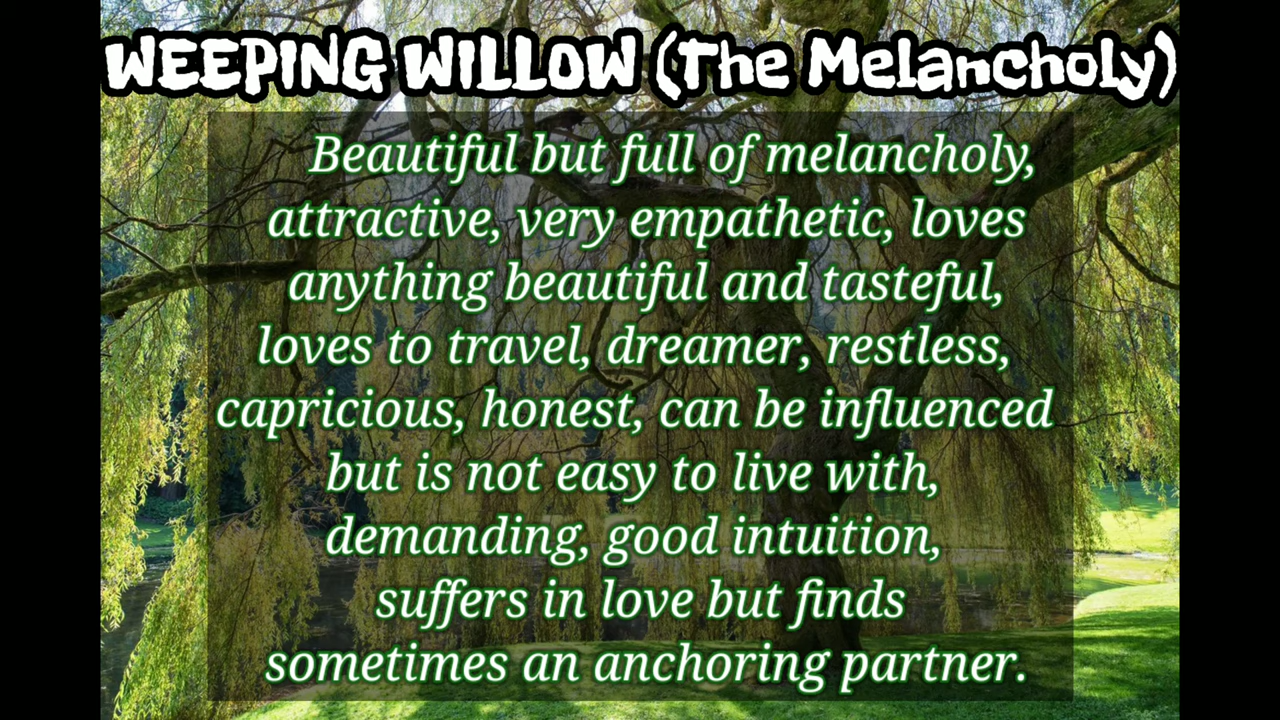 WEEPING WILLOW (The Melancholy)
Beautiful but full of melancholy,
attractive, very empathetic, loves
anything beautiful and tasteful,
loves to travel, dreamer, restless,
capricious, honest, can be influenced
but is not easy to live with,
demanding, good intuition,
suffers in love but finds
sometimes an anchoring partner.